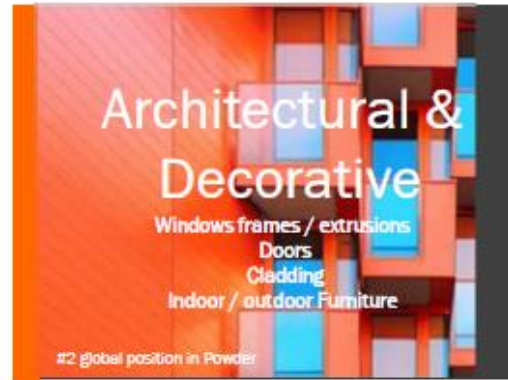 Architectural &
Decorative
Windows frames / extrusions
Doors
Cladding
Indoor / outdoor Furniture
#2 global position in Powder